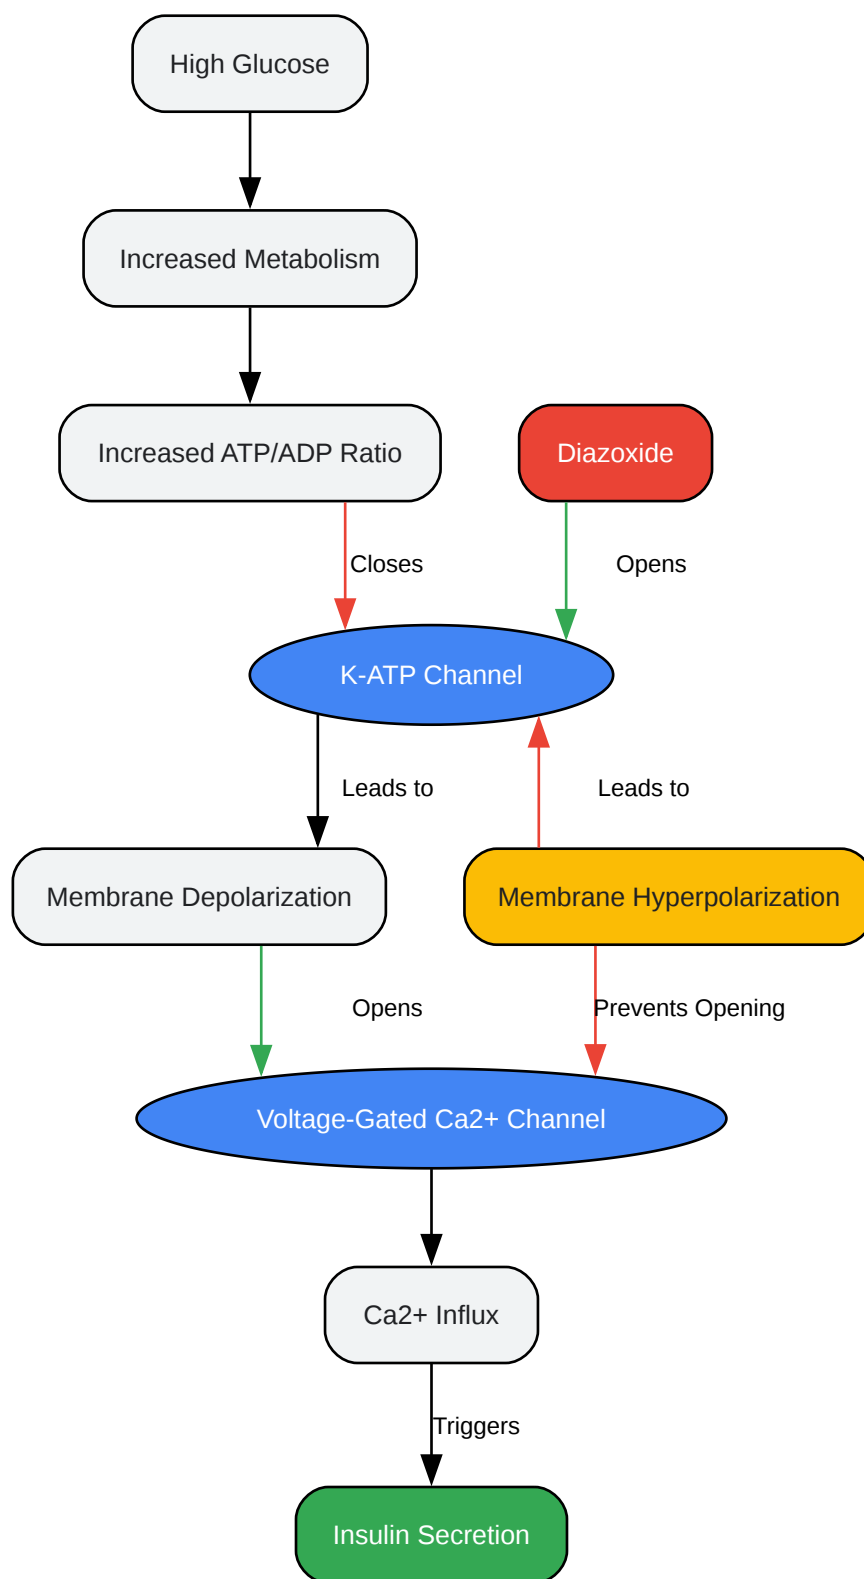 High Glucose
Increased Metabolism
Increased ATP/ADP Ratio
Diazoxide
Closes
Opens
K-ATP Channel
Leads to
Leads to
Membrane Depolarization
Membrane Hyperpolarization
Opens
Prevents Opening
Voltage-Gated Ca2+ Channel
Ca2+ Influx
Triggers
Insulin Secretion